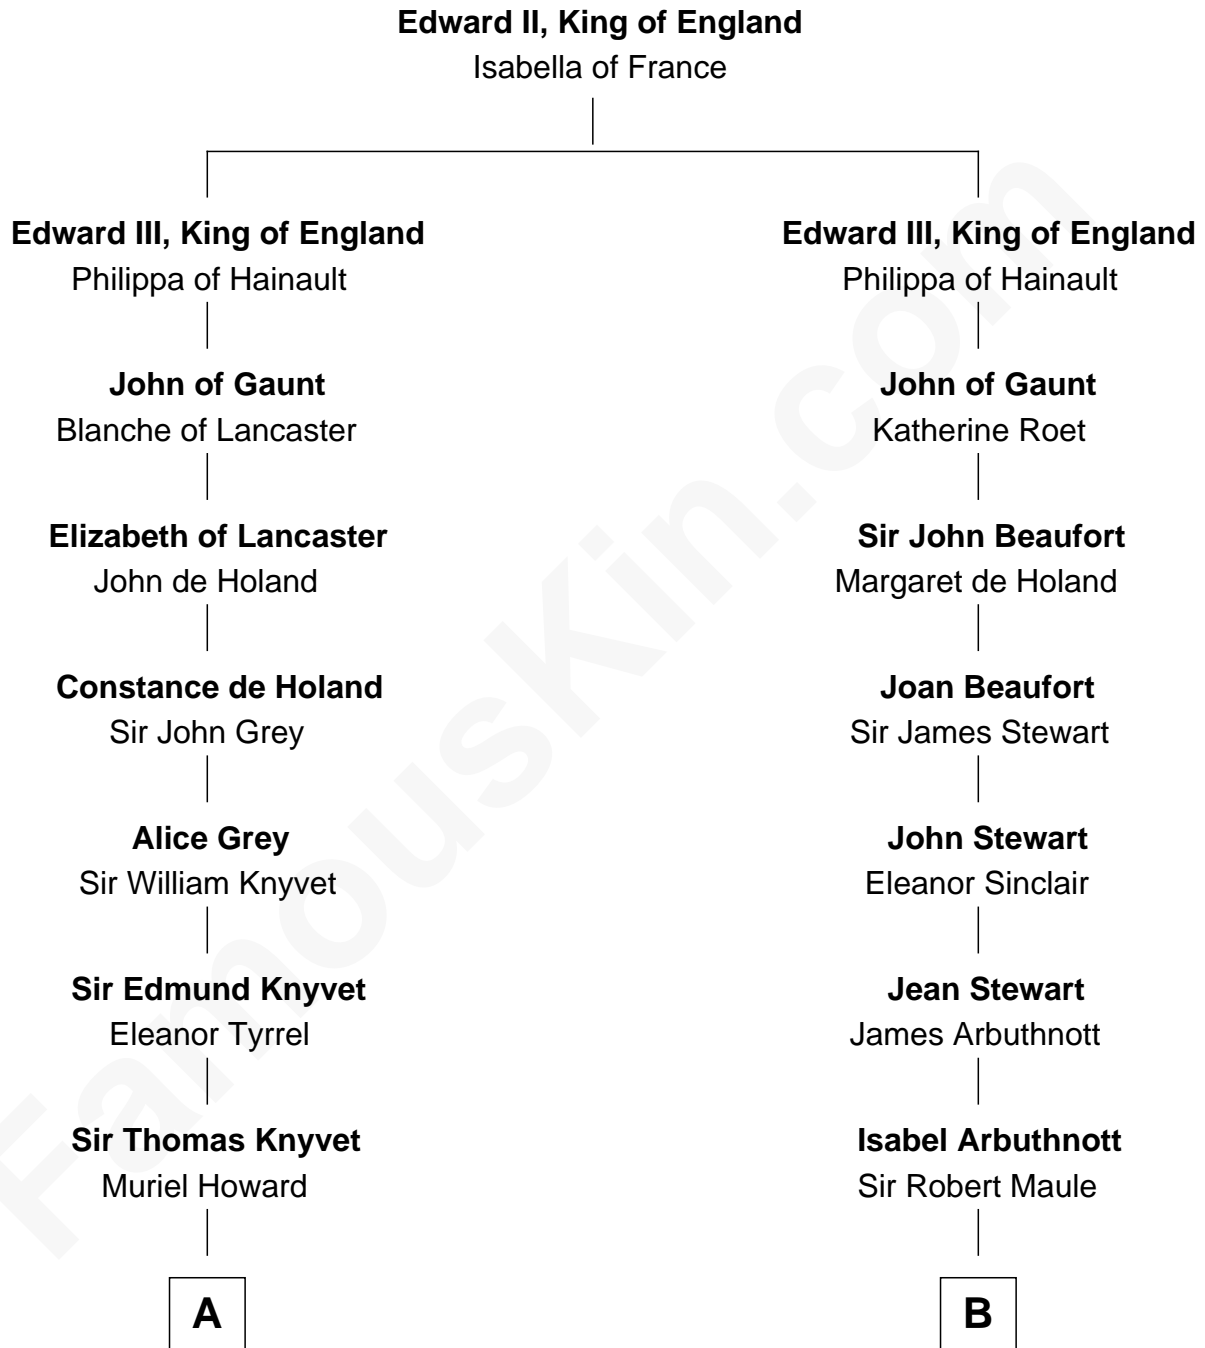 Edward II, King of England
Isabella of France
Edward III, King of England
Philippa of Hainault
John of Gaunt
Blanche of Lancaster
Elizabeth of Lancaster
John de Holand
Constance de Holand
Sir John Grey
Alice Grey
Sir William Knyvet
Sir Edmund Knyvet
Eleanor Tyrrel
Sir Thomas Knyvet
Muriel Howard
A
Edward III, King of England
Philippa of Hainault
John of Gaunt
Katherine Roet
Sir John Beaufort
Margaret de Holand
Joan Beaufort
Sir James Stewart
John Stewart
Eleanor Sinclair
Jean Stewart
James Arbuthnott
Isabel Arbuthnott
Sir Robert Maule
B
FamousKin.com